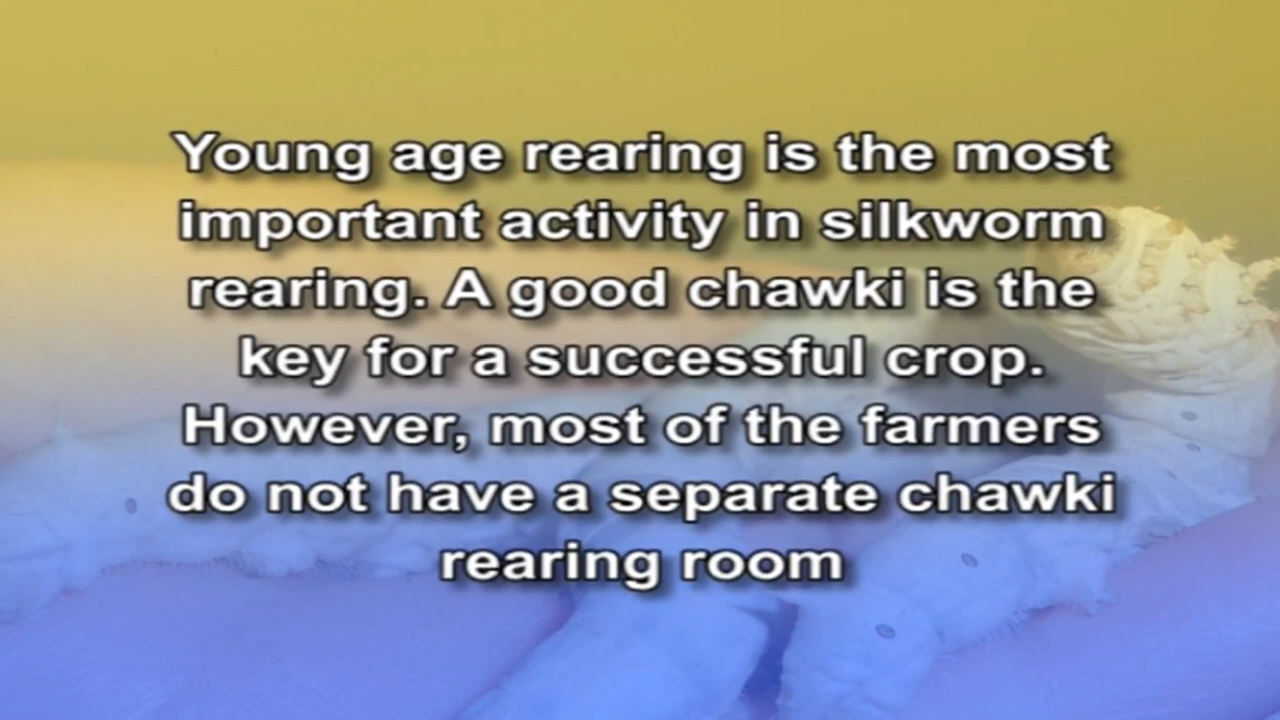 Young age rearing is the most
important activity in silkworm
rearing. A good chawki is the
key for a successful crop.
However, most of the farmers
do not have a separate chawki
rearing room